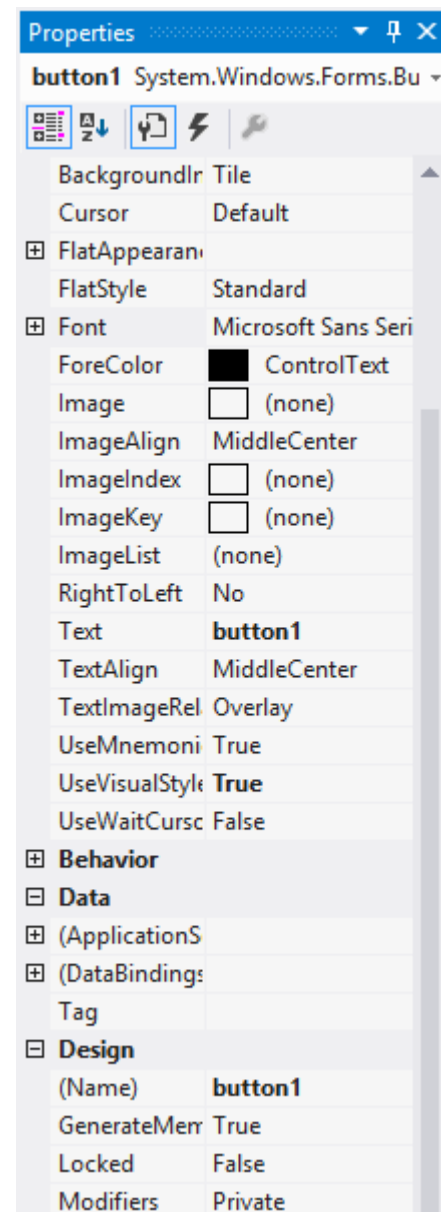 Properties
button1 System.Windows.Forms.Bu
BackgroundIr Tile
Cursor Default
FlatAppearan
FlatStyle Standard
Font Microsoft Sans Seri
ForeColor ControlText
Image (none)
ImageAlign MiddleCenter
ImageIndex (none)
ImageKey (none)
ImageList (none)
RightToLeft No
Text button1
TextAlign MiddleCenter
TextImageRel Overlay
UseMnemoni True
UseVisualStyle True
UseWaitCurso False
Behavior
Data
(ApplicationS
(DataBindings
Tag
Design
(Name) button1
GenerateMem True
Locked False
Modifiers Private